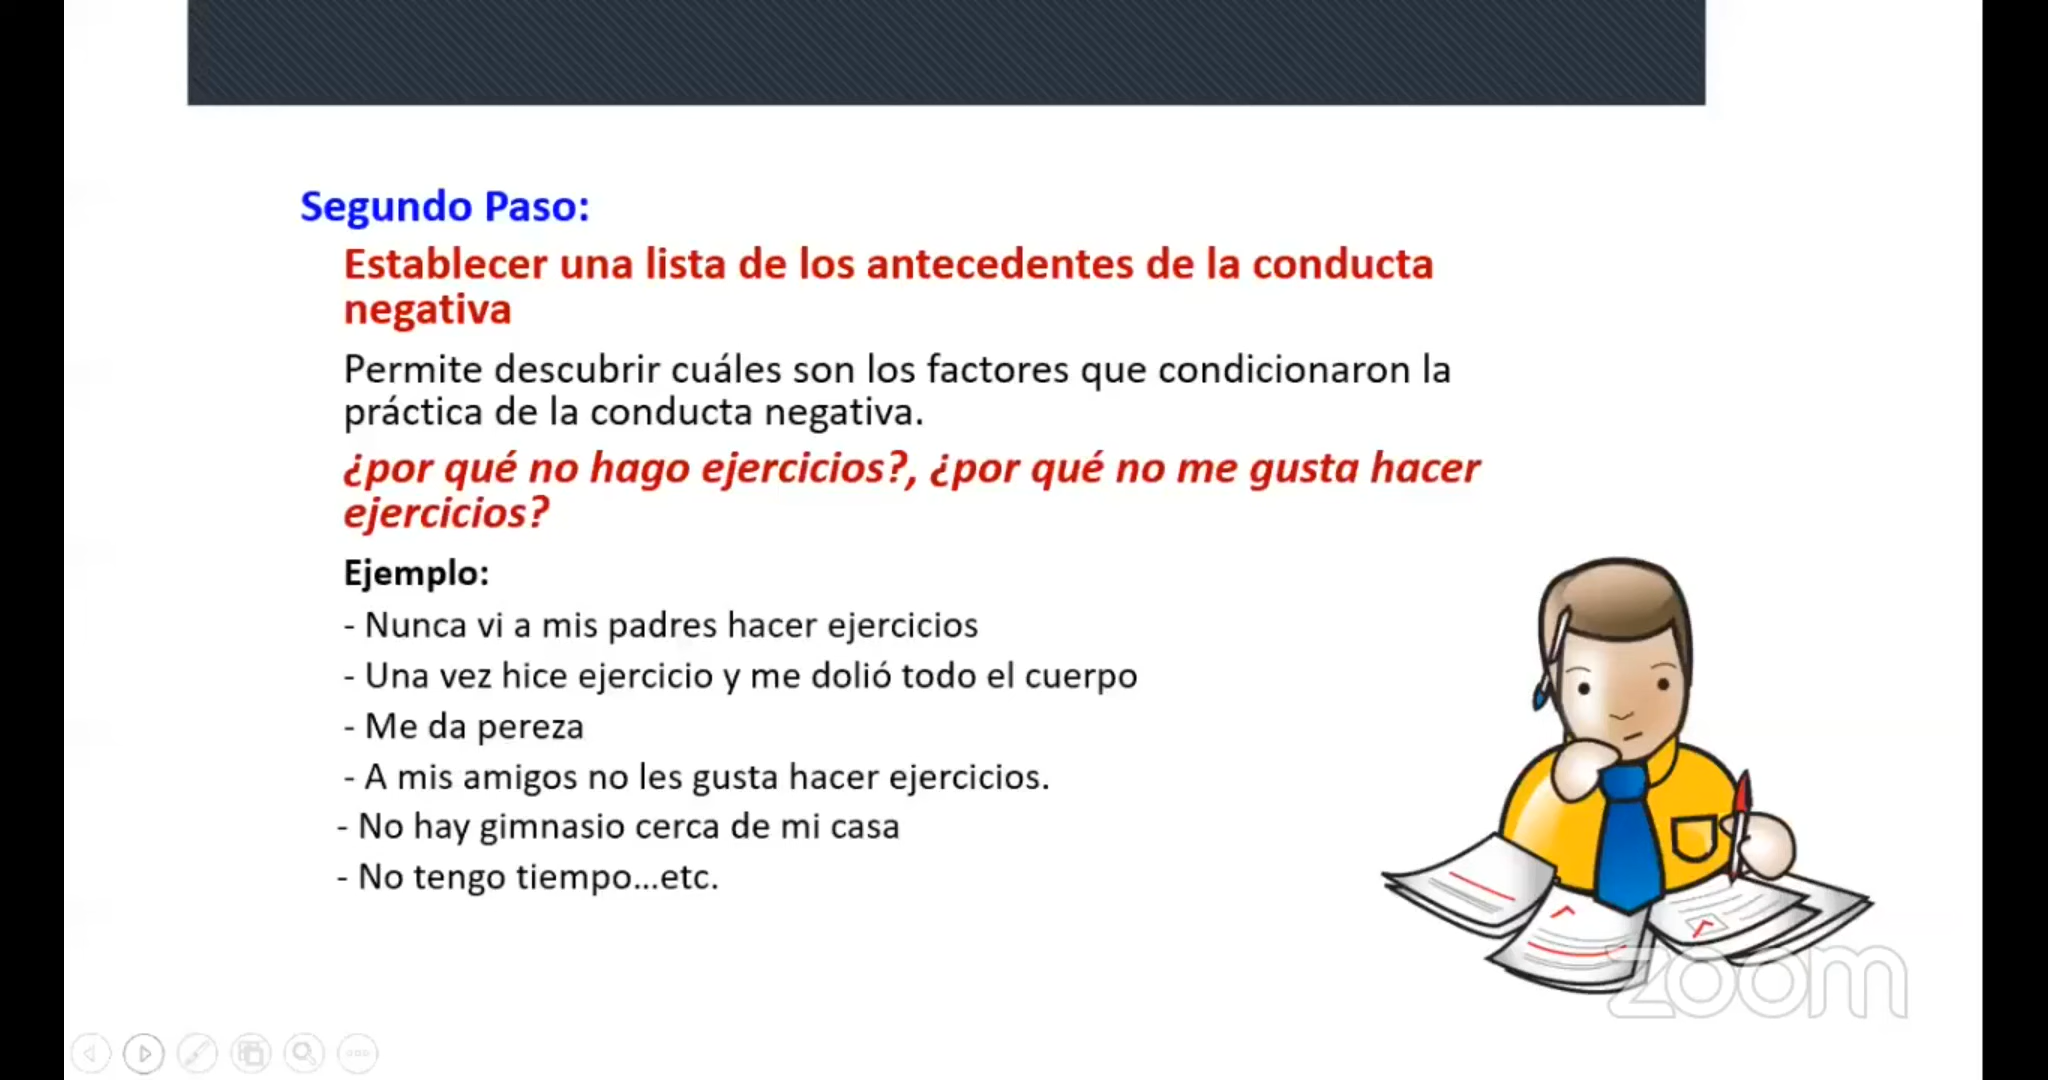 Segundo Paso:
Establecer una lista de los antecedentes de la conducta
negativa
Permite descubrir cuáles son los factores que condicionaron la
práctica de la conducta negativa.
¿por qué no hago ejercicios?, ¿por qué no me gusta hacer
ejercicios?
Ejemplo:
- Nunca vi a mis padres hacer ejercicios
- Una vez hice ejercicio y me dolió todo el cuerpo
- Me da pereza
- A mis amigos no les gusta hacer ejercicios.
- No hay gimnasio cerca de mi casa
- No tengo tiempo...etc.
zoom